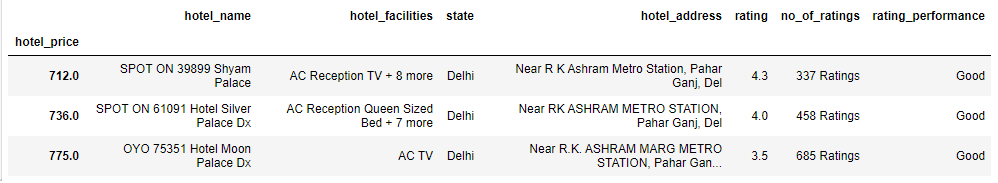 hotel_name hotel_facilities state hotel_address rating no_of_ratings rating_performance
hotel_price
712.0 SPOT ON 39899 Shyam Palace AC Reception TV + 8 more Delhi Near R K Ashram Metro Station, Pahar Ganj, Del 4.3 337 Ratings Good
736.0 SPOT ON 61091 Hotel Silver Palace Dx AC Reception Queen Sized Bed + 7 more Delhi Near RK ASHRAM METRO STATION, Pahar Ganj, Del 4.0 458 Ratings Good
775.0 OYO 75351 Hotel Moon Palace Dx AC TV Delhi Near R.K. ASHRAM MARG METRO STATION, Pahar Gan... 3.5 685 Ratings Good